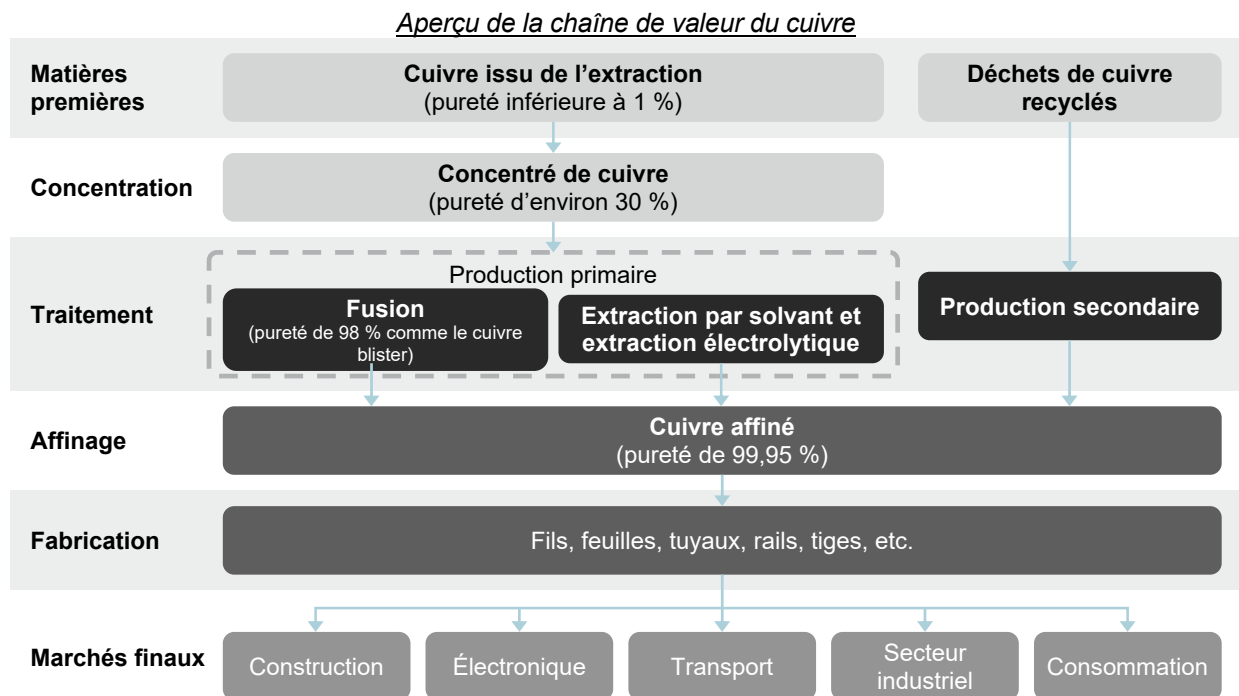 Aperçu de la chaîne de valeur du cuivre
Matières
premières
Cuivre issu de l’extraction
(pureté inférieure à 1 %)
Déchets de cuivre
recyclés
Concentration
Concentré de cuivre
(pureté d’environ 30 %)
Traitement
Production primaire
Fusion
(pureté de 98 % comme le cuivre
blister)
Extraction par solvant et
extraction électrolytique
Production secondaire
Affinage
Cuivre affiné
(pureté de 99,95 %)
Fabrication
Fils, feuilles, tuyaux, rails, tiges, etc.
Marchés finaux
Construction
Électronique
Transport
Secteur
industriel
Consommation